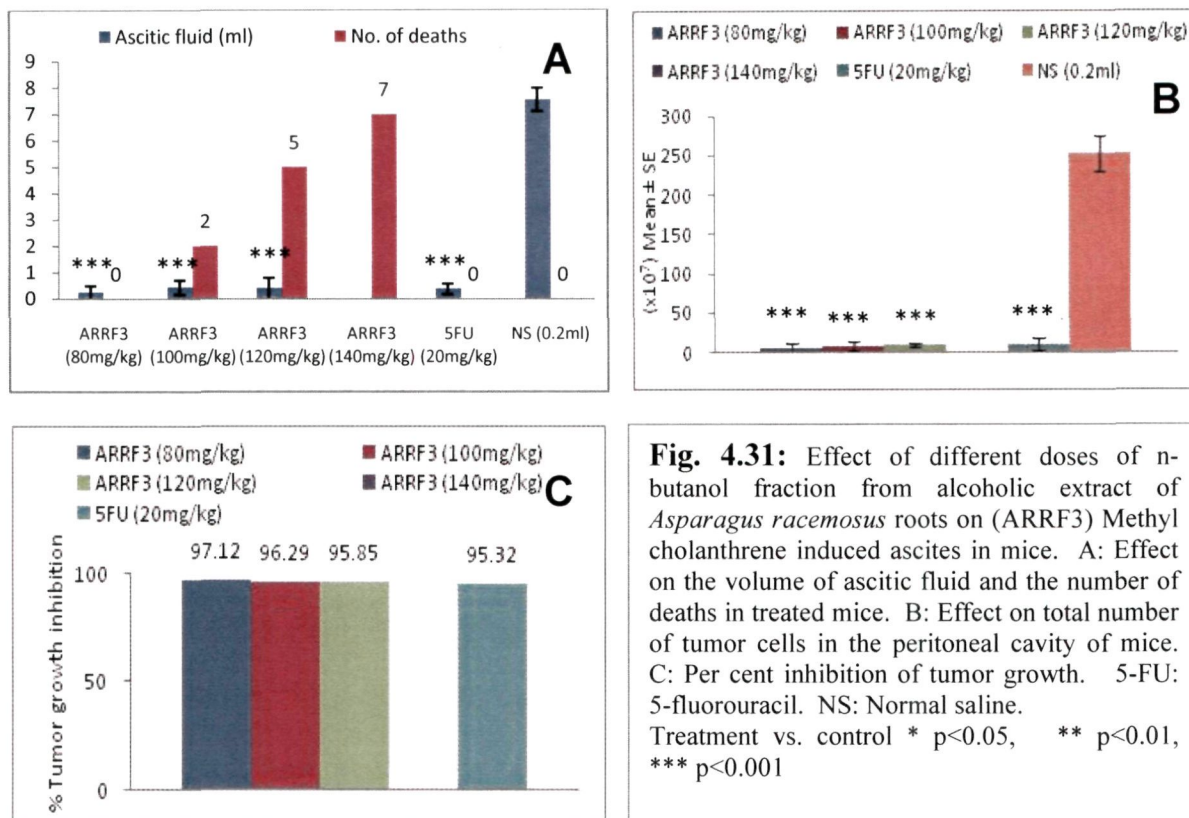 Ascitic fluid (ml) No. of deaths
A
9
8
7
6
5
4
3
2
1
0
*** 0
*** 2
*** 5
7
*** 0
0
ARRF3 ARRF3 ARRF3 ARRF3 5FU NS (0.2ml)
(80mg/kg) (100mg/kg) (120mg/kg) (140mg/kg) (20mg/kg)
ARRF3 (80mg/kg) ARRF3 (100mg/kg) ARRF3 (120mg/kg)
ARRF3 (140mg/kg) 5FU (20mg/kg) NS (0.2ml)
B
(x10⁷) Mean ± SE
300
250
200
150
100
50
0
*** *** *** ***
ARRF3 (80mg/kg) ARRF3 (100mg/kg)
ARRF3 (120mg/kg) ARRF3 (140mg/kg)
5FU (20mg/kg)
C
% Tumor growth inhibition
97.12 96.29 95.85 95.32
100
50
0
Fig. 4.31: Effect of different doses of n-
butanol fraction from alcoholic extract of
Asparagus racemosus roots on (ARRF3) Methyl
cholanthrene induced ascites in mice. A: Effect
on the volume of ascitic fluid and the number of
deaths in treated mice. B: Effect on total number
of tumor cells in the peritoneal cavity of mice.
C: Per cent inhibition of tumor growth. 5-FU:
5-fluorouracil. NS: Normal saline.
Treatment vs. control * p<0.05, ** p<0.01,
*** p<0.001